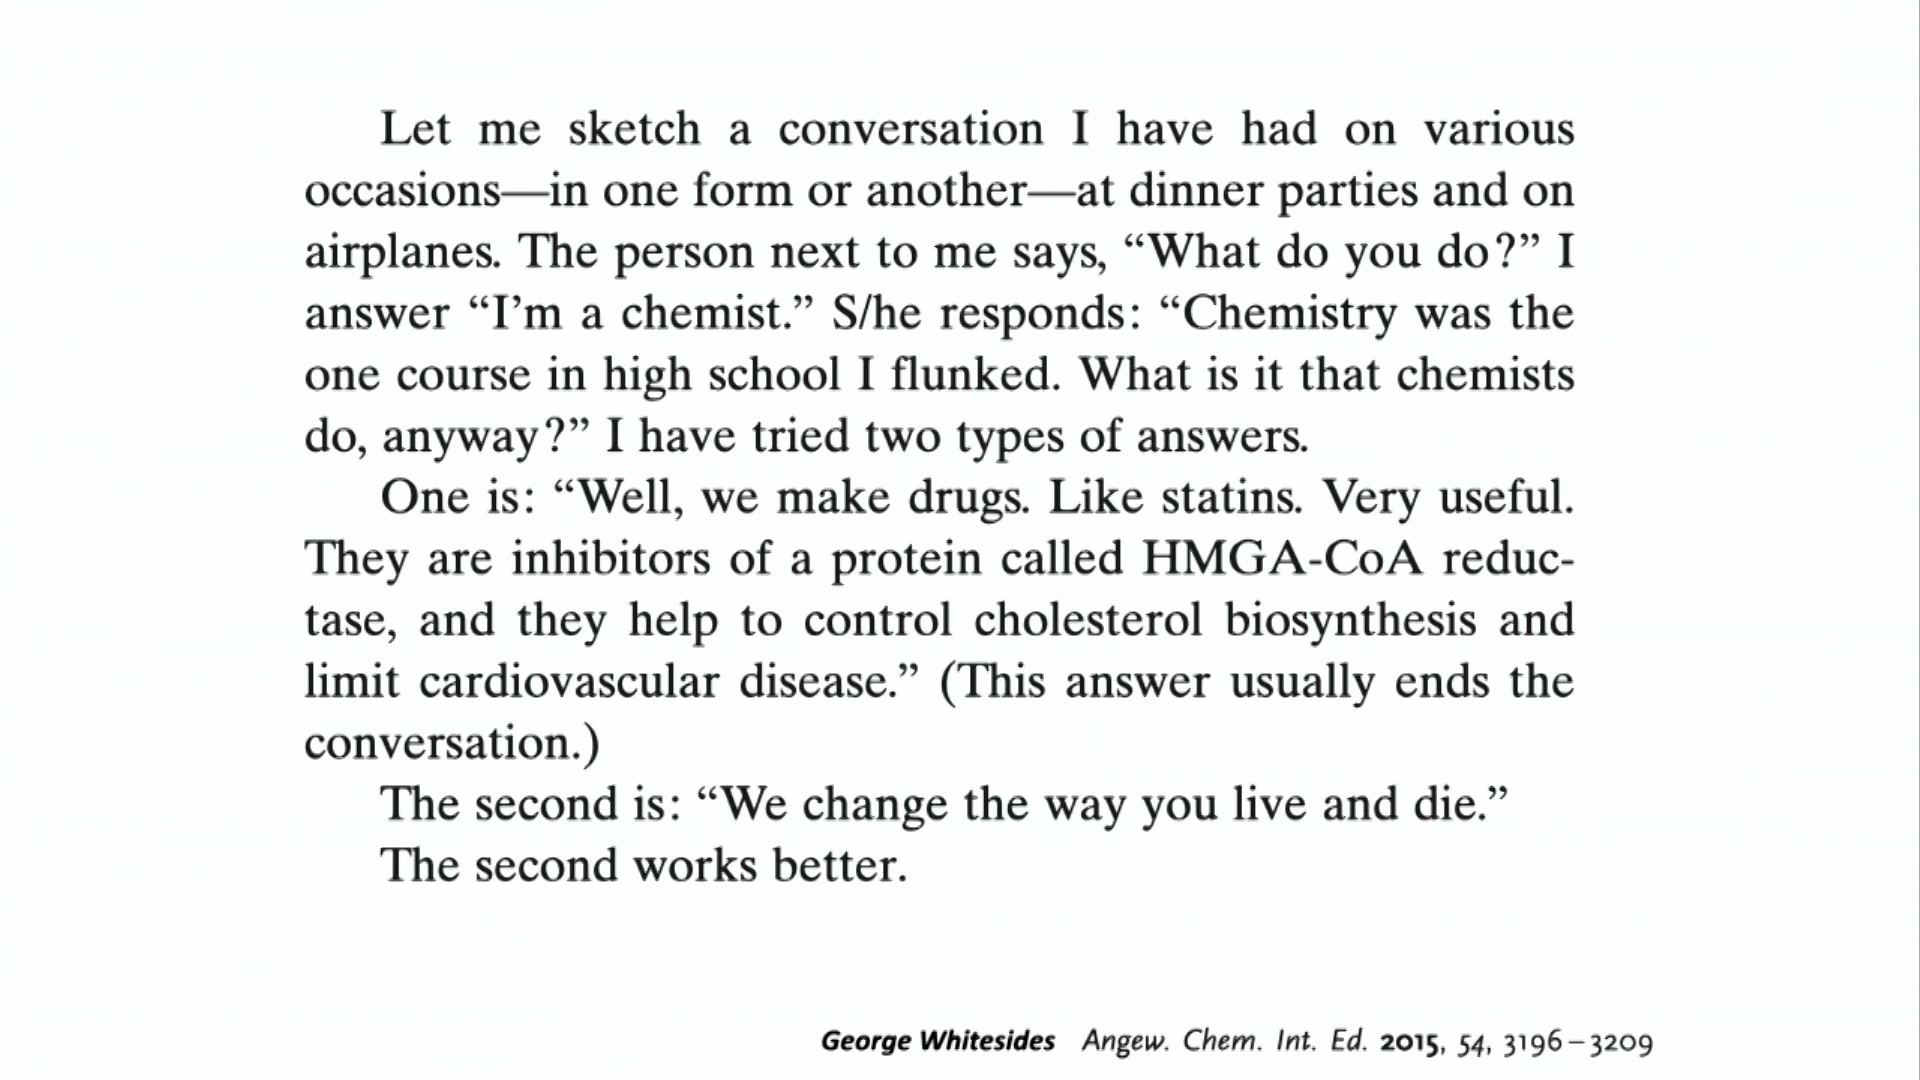 Let me sketch a conversation I have had on various
occasions—in one form or another—at dinner parties and on
airplanes. The person next to me says, “What do you do?” I
answer “I’m a chemist.” S/he responds: “Chemistry was the
one course in high school I flunked. What is it that chemists
do, anyway?” I have tried two types of answers.
One is: “Well, we make drugs. Like statins. Very useful.
They are inhibitors of a protein called HMGA-CoA reduc-
tase, and they help to control cholesterol biosynthesis and
limit cardiovascular disease.” (This answer usually ends the
conversation.)
The second is: “We change the way you live and die.”
The second works better.
George Whitesides Angew. Chem. Int. Ed. 2015, 54, 3196–3209